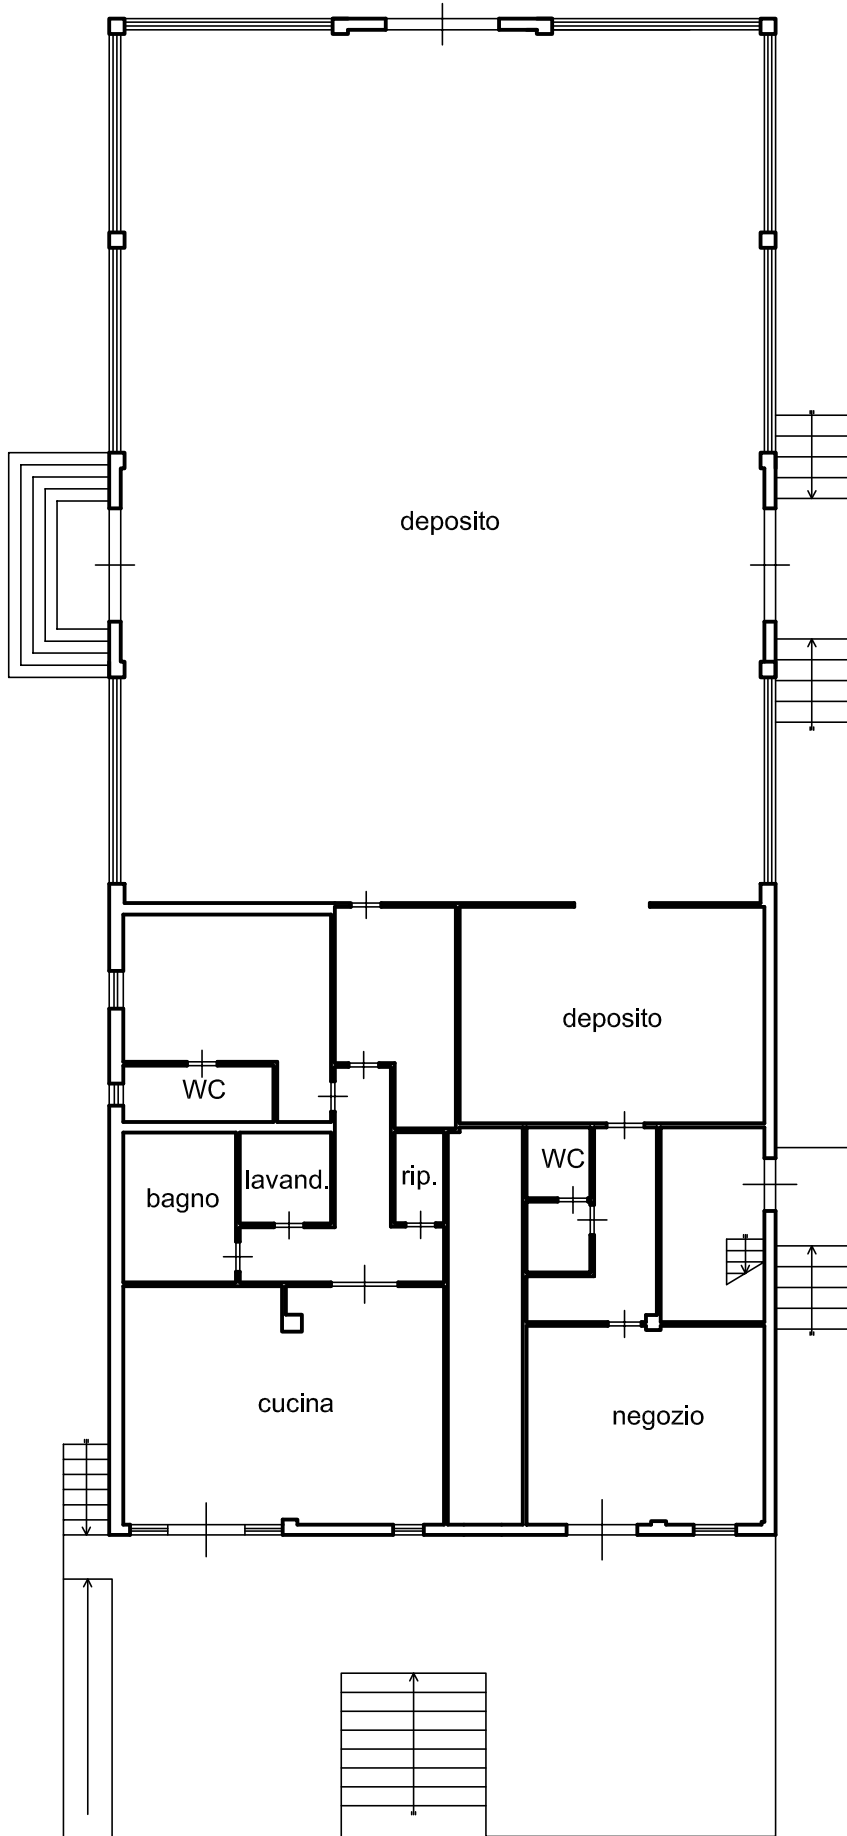 deposito
deposito
WC
WC
lavand.
rip.
bagno
cucina
negozio